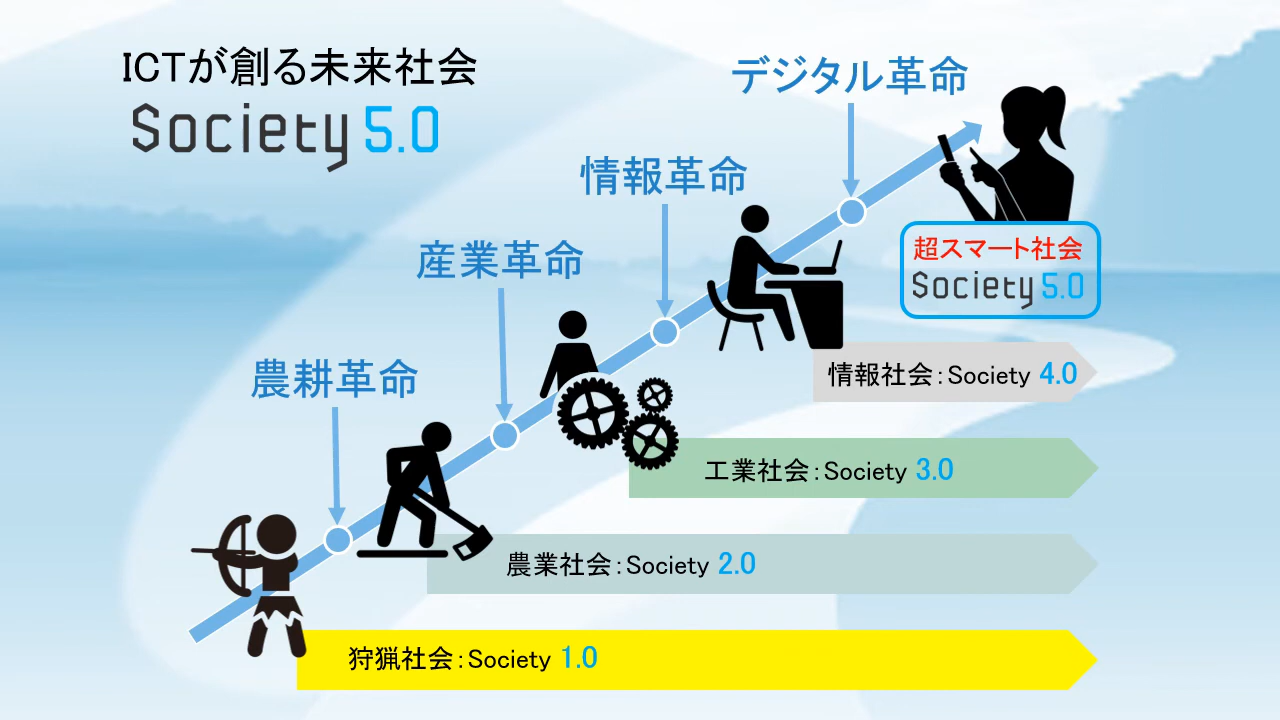 ICTが創る未来社会
Society 5.0
デジタル革命
情報革命
産業革命
農耕革命
超スマート社会
Society 5.0
情報社会：Society 4.0
工業社会：Society 3.0
農業社会：Society 2.0
狩猟社会：Society 1.0